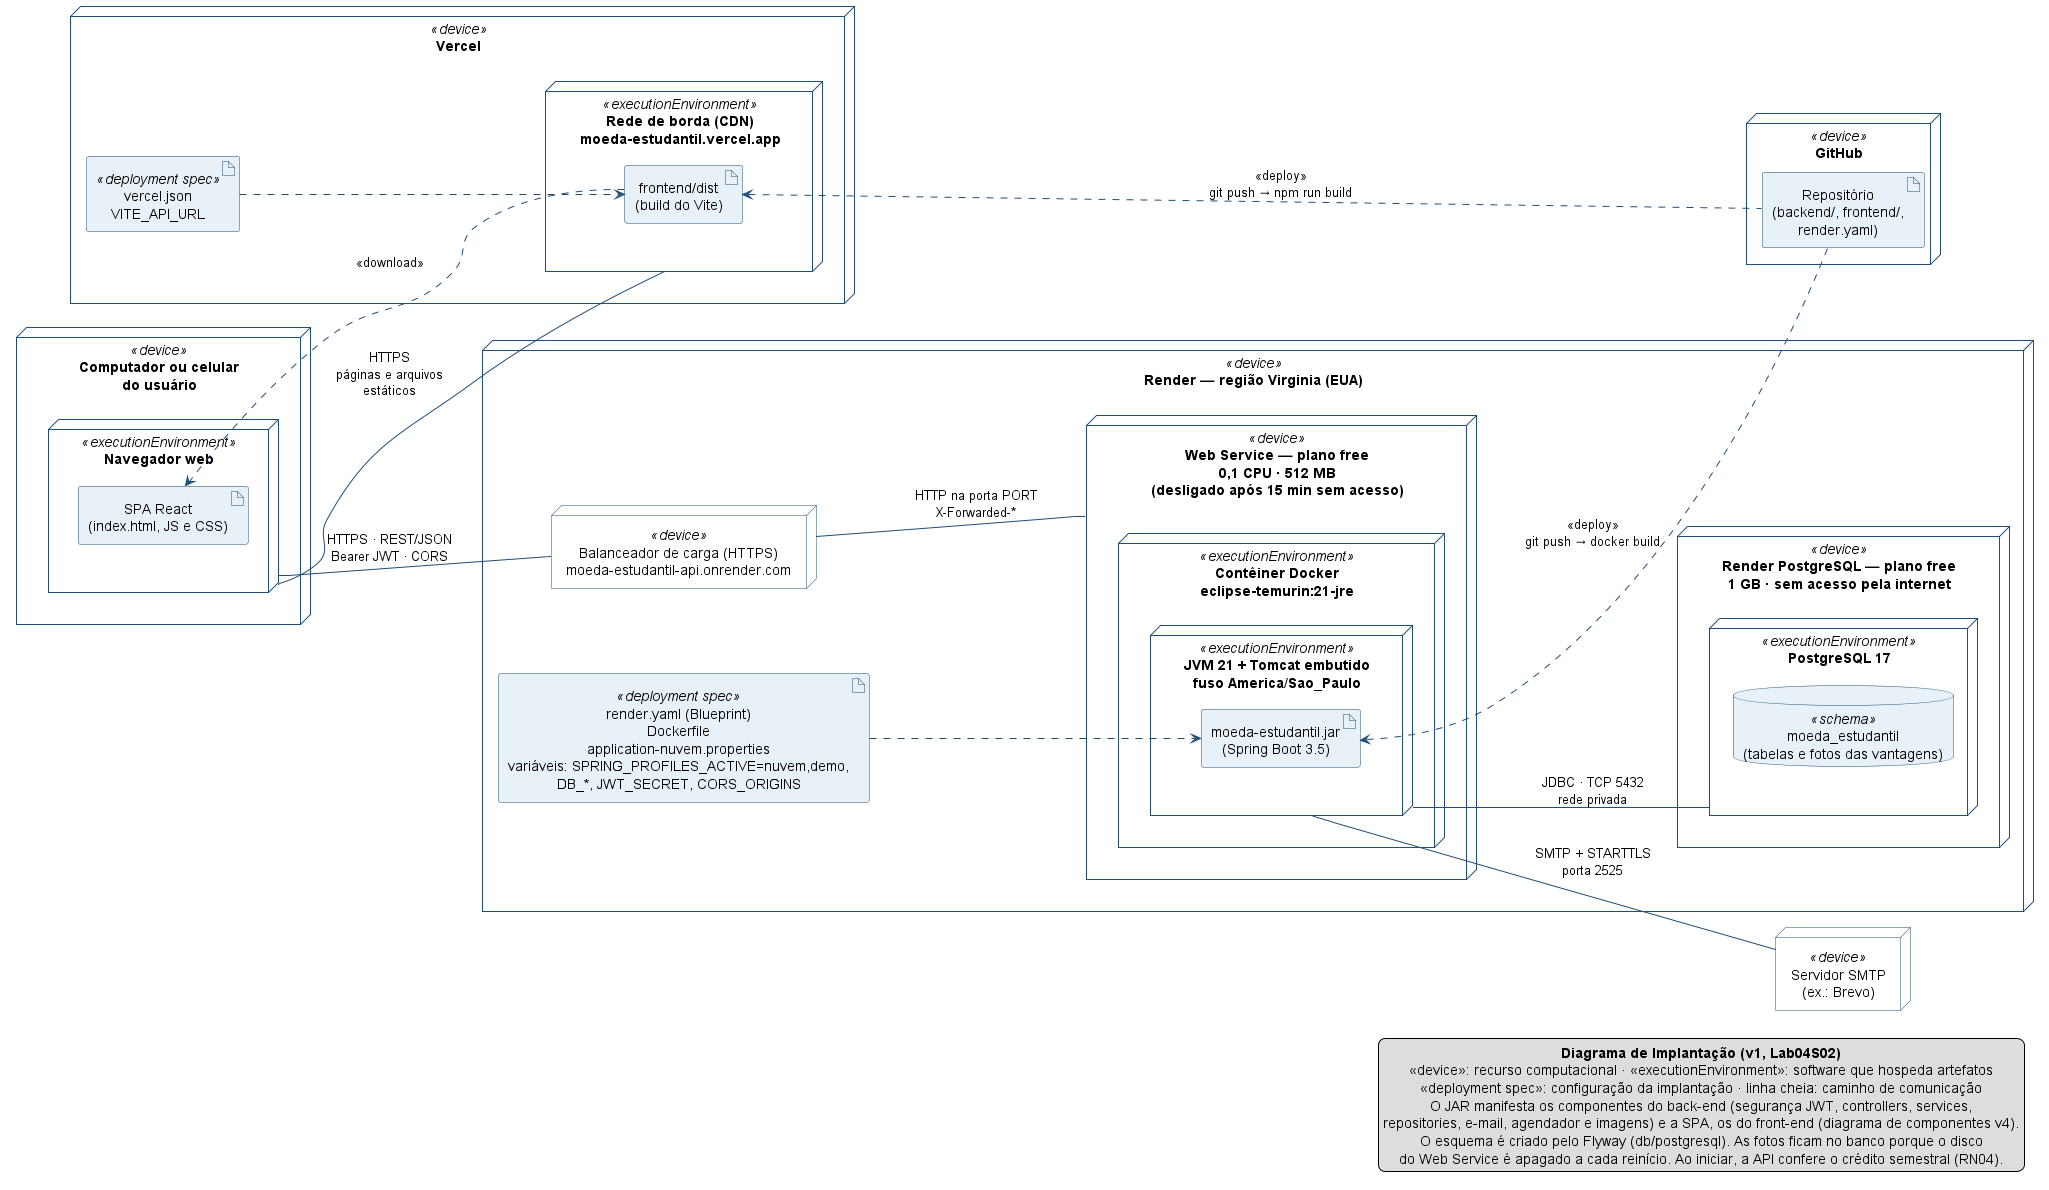 «device»
Vercel
«executionEnvironment»
Rede de borda (CDN)
moeda-estudantil.vercel.app
«deployment spec»
vercel.json
VITE_API_URL
frontend/dist
(build do Vite)
«deploy»
git push → npm run build
«device»
GitHub
Repositório
(backend/, frontend/,
render.yaml)
«download»
«device»
Computador ou celular
do usuário
«executionEnvironment»
Navegador web
SPA React
(index.html, JS e CSS)
HTTPS
páginas e arquivos
estáticos
HTTPS · REST/JSON
Bearer JWT · CORS
«device»
Render — região Virginia (EUA)
«device»
Balanceador de carga (HTTPS)
moeda-estudantil-api.onrender.com
HTTP na porta PORT
X-Forwarded-*
«device»
Web Service — plano free
0,1 CPU · 512 MB
(desligado após 15 min sem acesso)
«executionEnvironment»
Contêiner Docker
eclipse-temurin:21-jre
«executionEnvironment»
JVM 21 + Tomcat embutido
fuso America/Sao_Paulo
moeda-estudantil.jar
(Spring Boot 3.5)
«deployment spec»
render.yaml (Blueprint)
Dockerfile
application-nuvem.properties
variáveis: SPRING_PROFILES_ACTIVE=nuvem,demo,
DB_*, JWT_SECRET, CORS_ORIGINS
«deploy»
git push → docker build
«device»
Render PostgreSQL — plano free
1 GB · sem acesso pela internet
«executionEnvironment»
PostgreSQL 17
«schema»
moeda_estudantil
(tabelas e fotos das vantagens)
JDBC · TCP 5432
rede privada
SMTP + STARTTLS
porta 2525
«device»
Servidor SMTP
(ex.: Brevo)
Diagrama de Implantação (v1, Lab04S02)
«device»: recurso computacional · «executionEnvironment»: software que hospeda artefatos
«deployment spec»: configuração da implantação · linha cheia: caminho de comunicação
O JAR manifesta os componentes do back-end (segurança JWT, controllers, services,
repositories, e-mail, agendador e imagens) e a SPA, os do front-end (diagrama de componentes v4).
O esquema é criado pelo Flyway (db/postgresql). As fotos ficam no banco porque o disco
do Web Service é apagado a cada reinício. Ao iniciar, a API confere o crédito semestral (RN04).